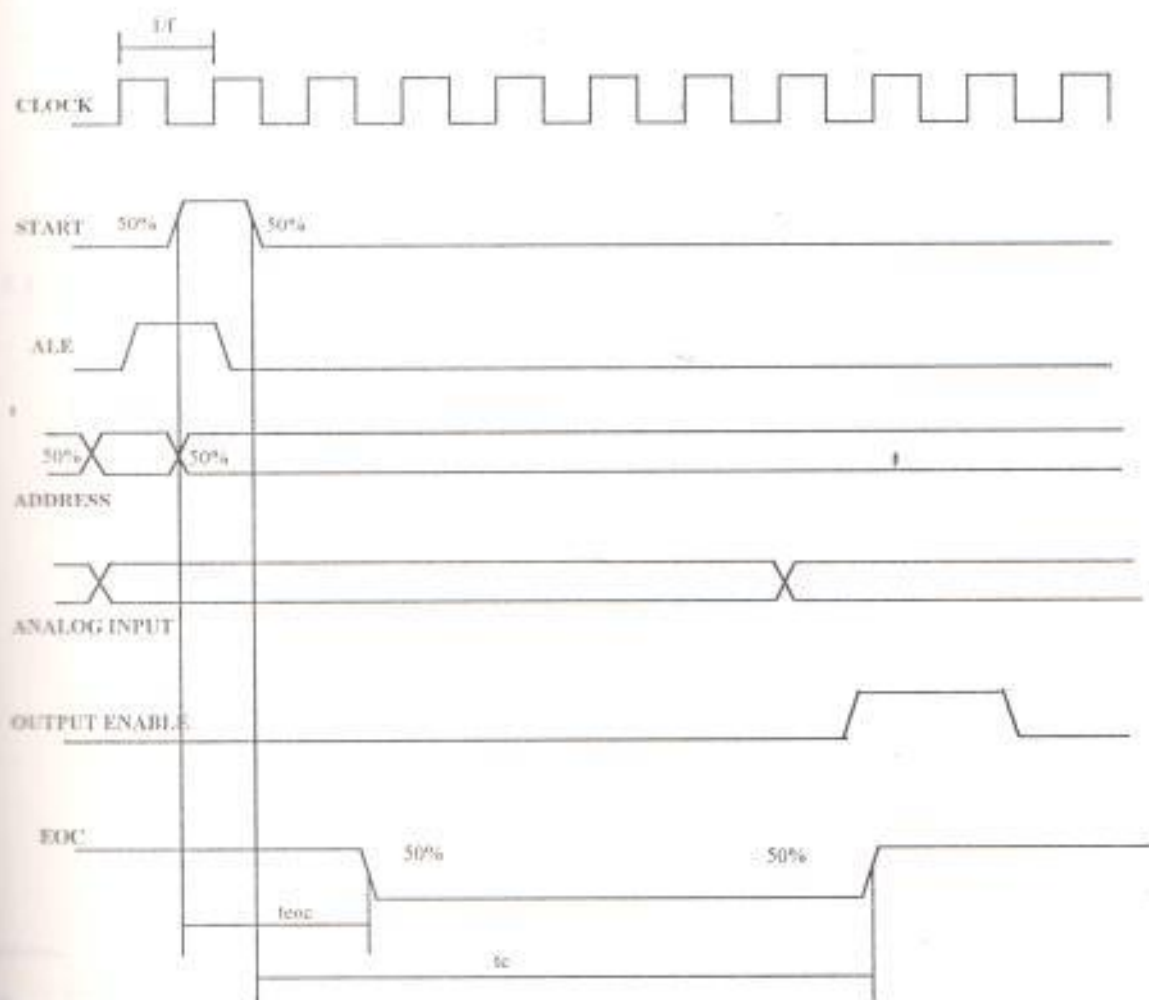 1/f
CLOCK
START 50% 50%
ALE
50% 50%
ADDRESS
ANALOG INPUT
OUTPUT ENABLE
EOC 50% 50%
teoc
tc